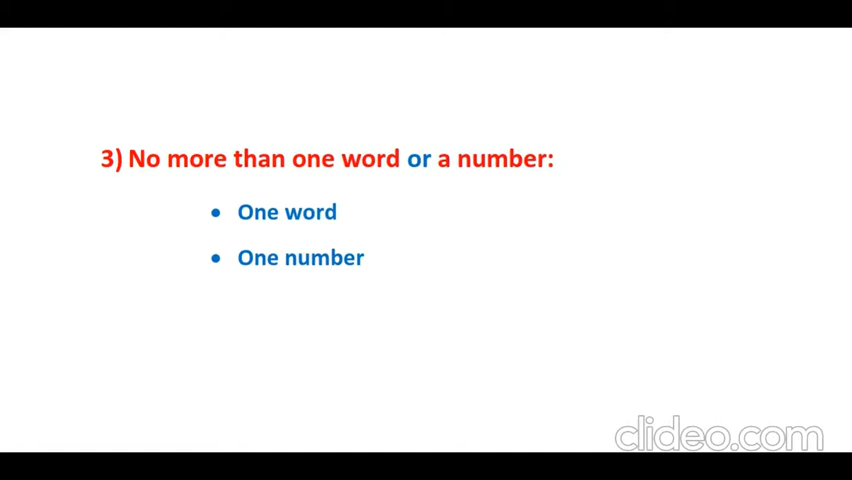 3) No more than one word or a number:
• One word
• One number
clideo.com